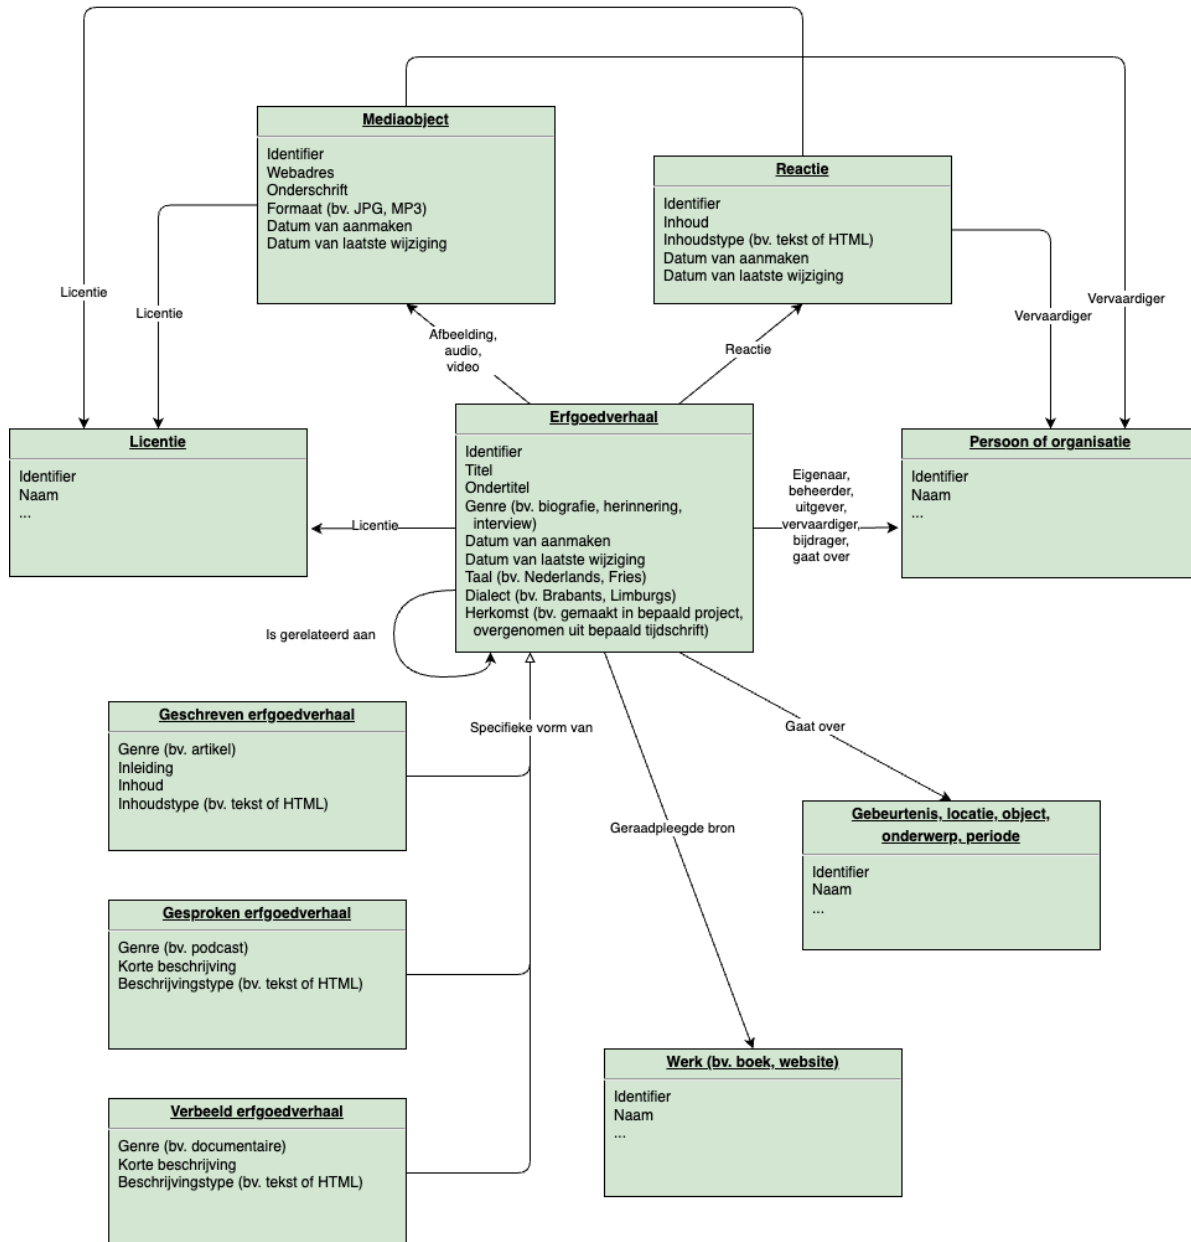 Mediaobject
Identifier
Webadres
Onderschrift
Formaat (bv. JPG, MP3)
Datum van aanmaken
Datum van laatste wijziging
Reactie
Identifier
Inhoud
Inhoudstype (bv. tekst of HTML)
Datum van aanmaken
Datum van laatste wijziging
Licentie
Licentie
Vervaardiger
Vervaardiger
Afbeelding,
audio,
video
Reactie
Licentie
Identifier
Naam
...
Licentie
Erfgoedverhaal
Identifier
Titel
Ondertitel
Genre (bv. biografie, herinnering,
interview)
Datum van aanmaken
Datum van laatste wijziging
Taal (bv. Nederlands, Fries)
Dialect (bv. Brabants, Limburgs)
Herkomst (bv. gemaakt in bepaald project,
overgenomen uit bepaald tijdschrift)
Eigenaar,
beheerder,
uitgever,
vervaardiger,
bijdrager,
gaat over
Persoon of organisatie
Identifier
Naam
...
Is gerelateerd aan
Specifieke vorm van
Gaat over
Geraadpleegde bron
Geschreven erfgoedverhaal
Genre (bv. artikel)
Inleiding
Inhoud
Inhoudstype (bv. tekst of HTML)
Gebeurtenis, locatie, object,
onderwerp, periode
Identifier
Naam
...
Gesproken erfgoedverhaal
Genre (bv. podcast)
Korte beschrijving
Beschrijvingstype (bv. tekst of HTML)
Werk (bv. boek, website)
Identifier
Naam
...
Verbeeld erfgoedverhaal
Genre (bv. documentaire)
Korte beschrijving
Beschrijvingstype (bv. tekst of HTML)